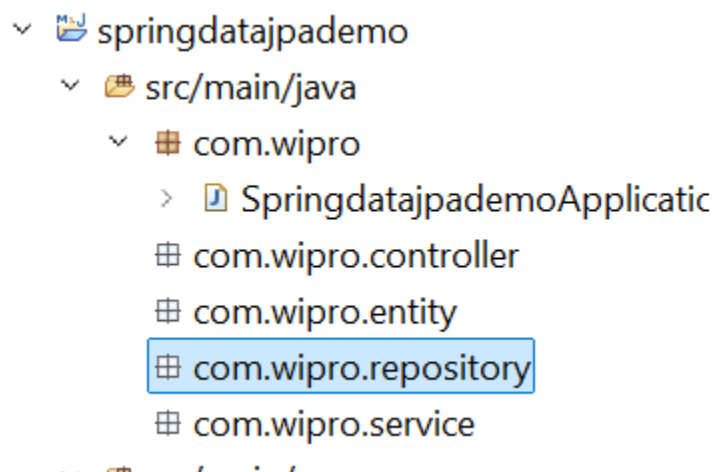 springdatajpademo
src/main/java
com.wipro
SpringdatajpademoApplicatic
com.wipro.controller
com.wipro.entity
com.wipro.repository
com.wipro.service